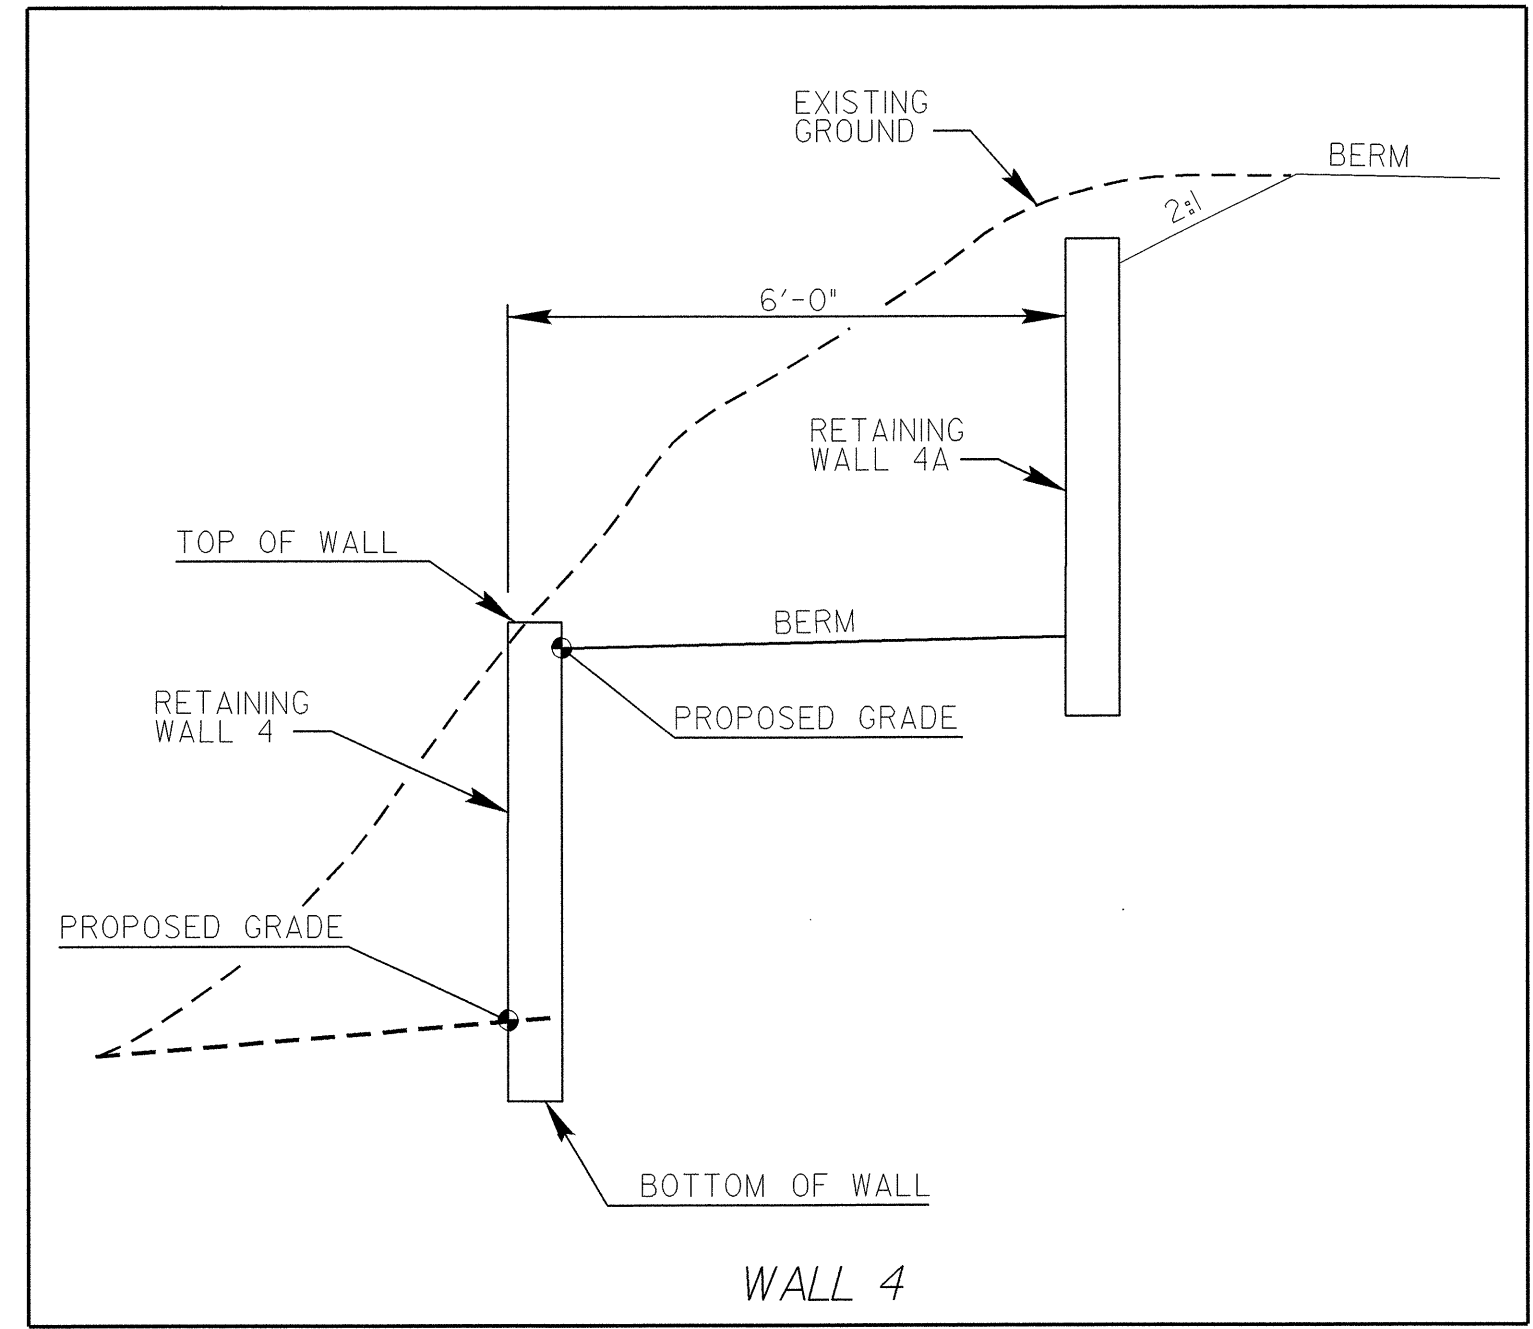 EXISTING
GROUND
BERM
2:1
6'-0"
RETAINING
WALL 4A
TOP OF WALL
BERM
RETAINING
WALL 4
PROPOSED GRADE
PROPOSED GRADE
BOTTOM OF WALL
WALL 4